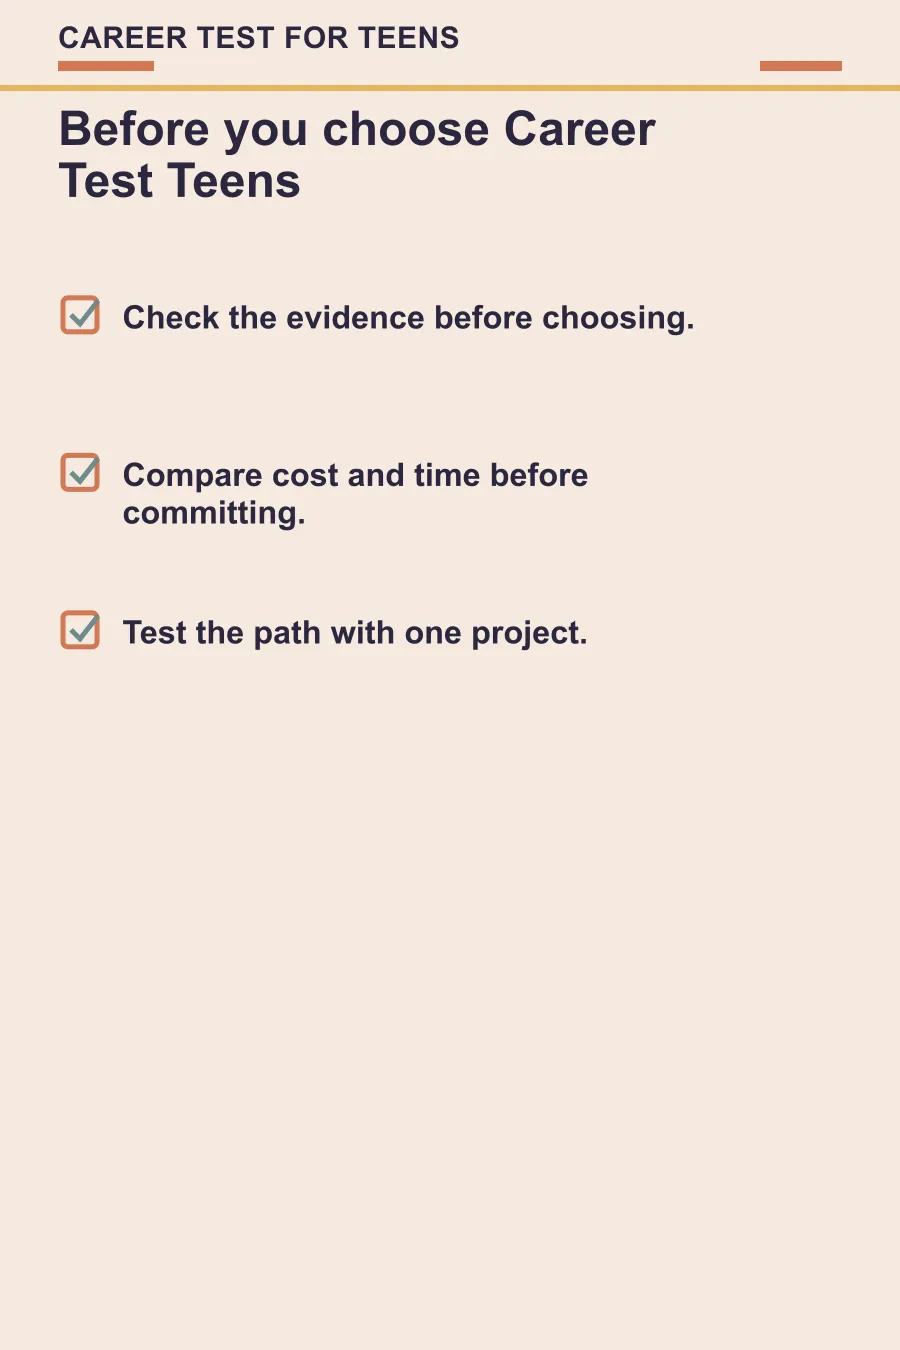 CAREER TEST FOR TEENS
Before you choose Career
Test Teens
Check the evidence before choosing.
Compare cost and time before
committing.
Test the path with one project.